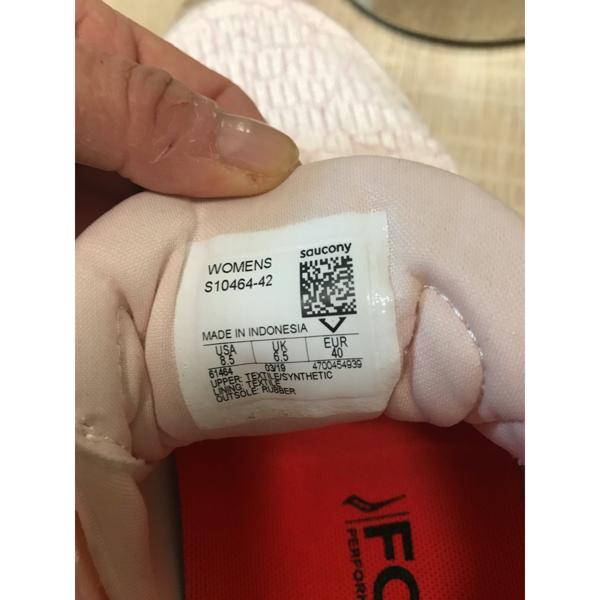 saucony
WOMENS
S10464-42
MADE IN INDONESIA
USA UK EUR
8.5 6.5 40
61464 03/19 4700454939
UPPER: TEXTILE/SYNTHETIC
LINING: TEXTILE
OUTSOLE: RUBBER
FO
PERFORM